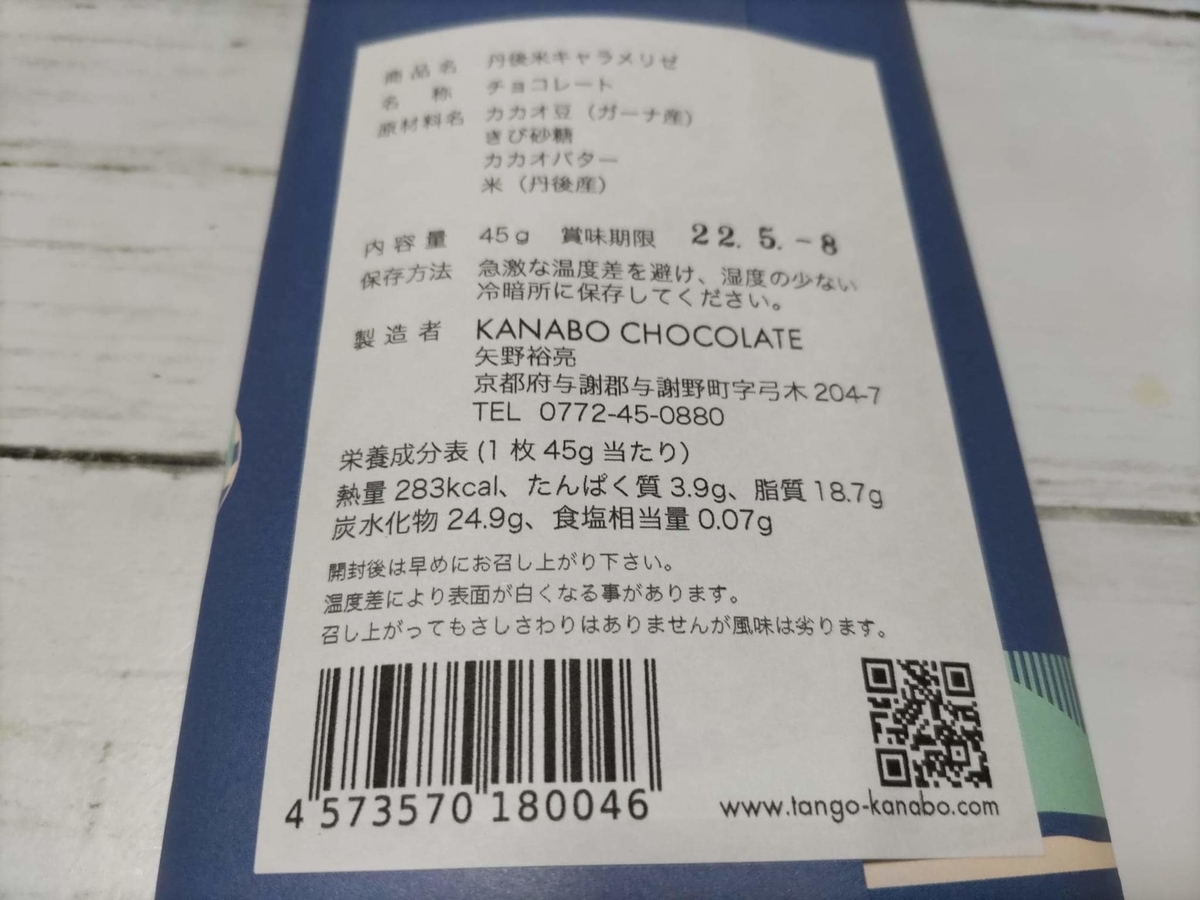 商品名 丹後米キャラメリゼ
名 称 チョコレート
原材料名 カカオ豆（ガーナ産）
きび砂糖
カカオバター
米（丹後産）
内容量 45g 賞味期限 22. 5. -8
保存方法 急激な温度差を避け、湿度の少ない
冷暗所に保存してください。
製造者 KANABO CHOCOLATE
矢野裕亮
京都府与謝郡与謝野町字弓木 204-7
TEL 0772-45-0880
栄養成分表 (1 枚 45g 当たり)
熱量 283kcal、たんぱく質 3.9g、脂質 18.7g
炭水化物 24.9g、食塩相当量 0.07g
開封後は早めにお召し上がり下さい。
温度差により表面が白くなる事があります。
召し上がってもさしさわりはありませんが風味は劣ります。
4 573570 180046
www.tango-kanabo.com